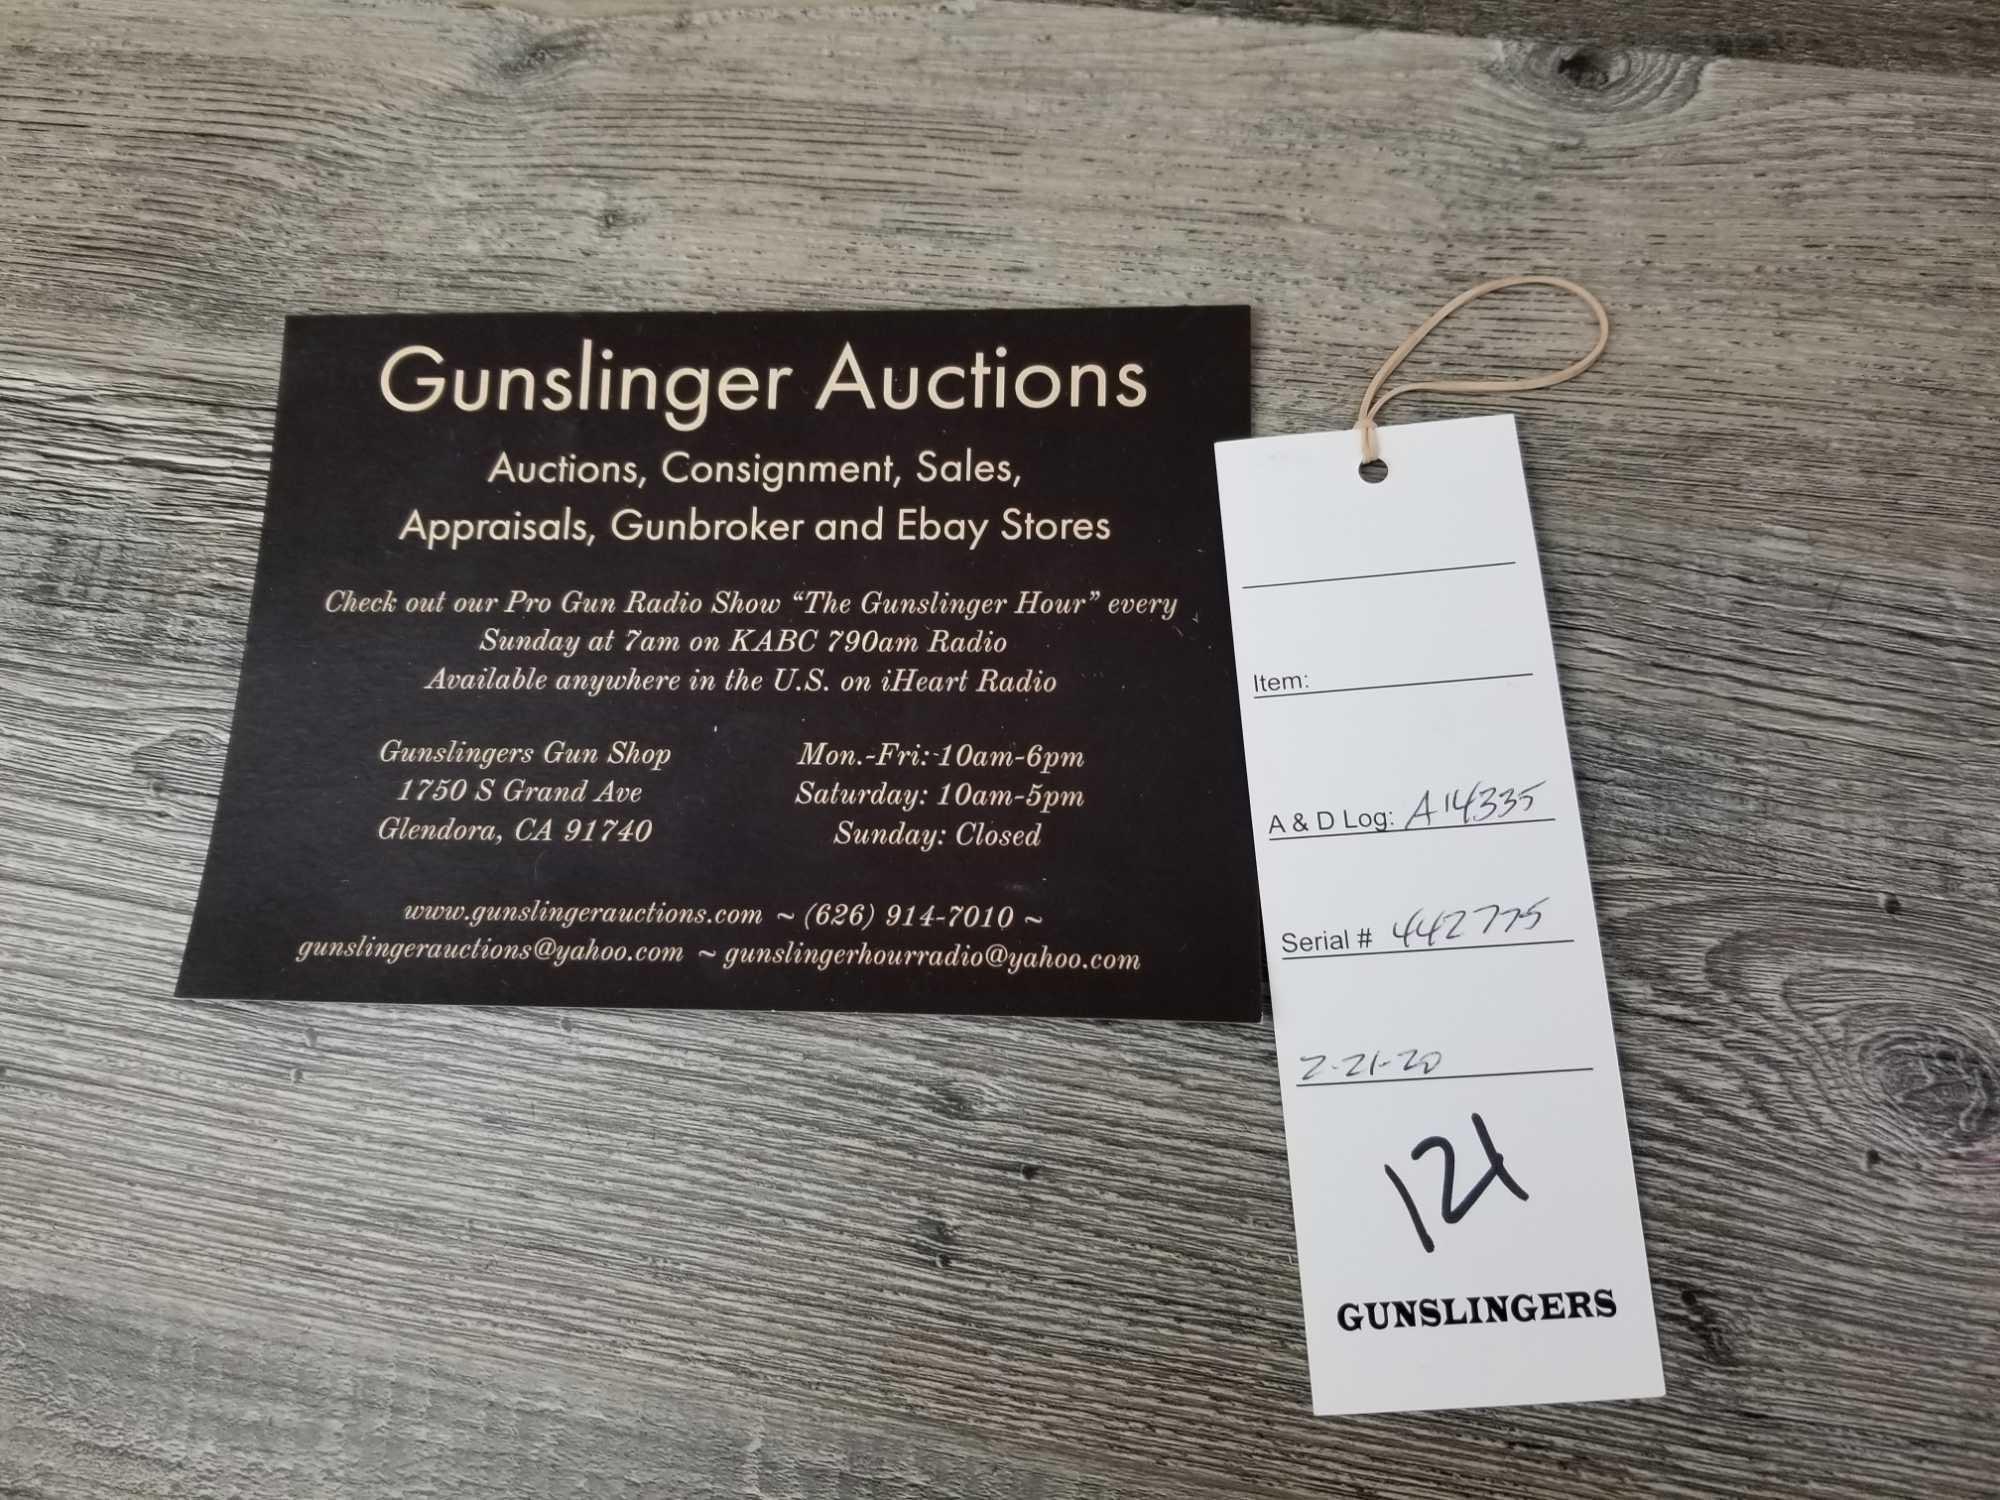 Gunslinger Auctions
Auctions, Consignment, Sales,
Appraisals, Gunbroker and Ebay Stores
Check out our Pro Gun Radio Show “The Gunslinger Hour” every
Sunday at 7am on KABC 790am Radio
Available anywhere in the U.S. on iHeart Radio
Gunslingers Gun Shop
1750 S Grand Ave
Glendora, CA 91740
Mon.-Fri: 10am-6pm
Saturday: 10am-5pm
Sunday: Closed
www.gunslingerauctions.com ~ (626) 914-7010 ~
gunslingerauctions@yahoo.com ~ gunslingerhourradio@yahoo.com
Item:
A & D Log: A14335
Serial # 442775
2-21-20
121
GUNSLINGERS